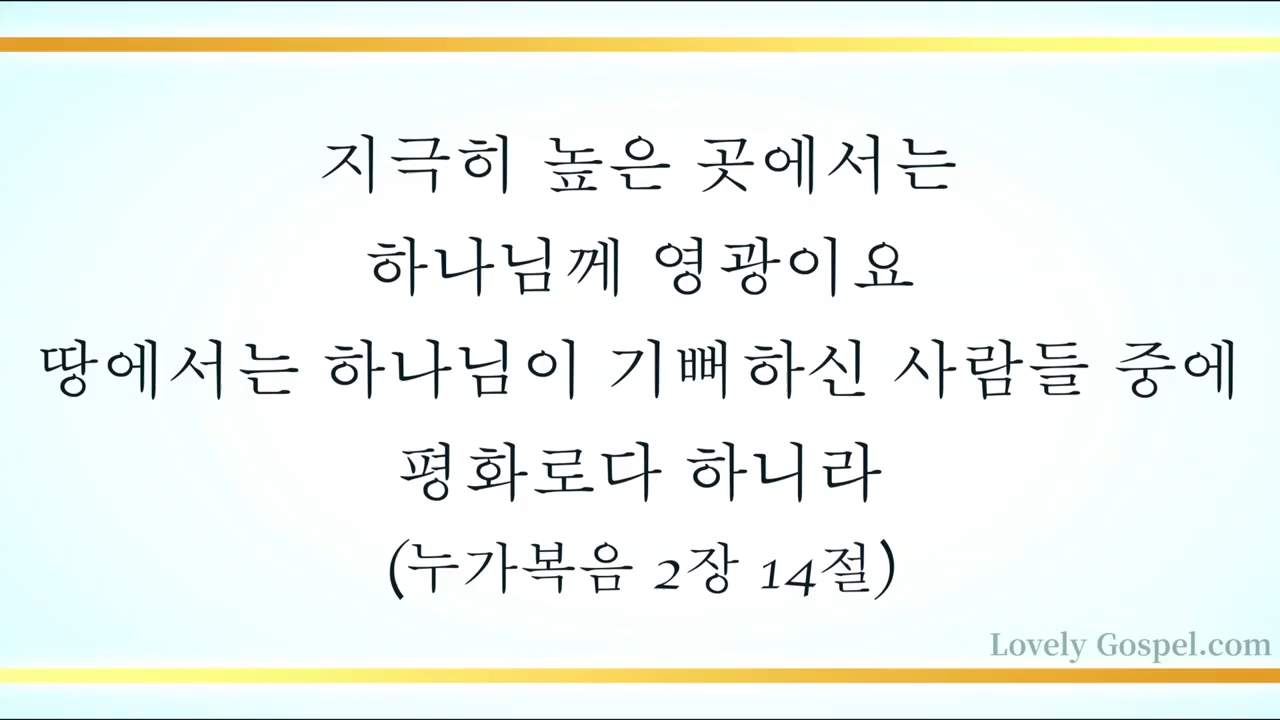 지극히 높은 곳에서는
하나님께 영광이요
땅에서는 하나님이 기뻐하신 사람들 중에
평화로다 하니라
(누가복음 2장 14절)
Lovely Gospel.com